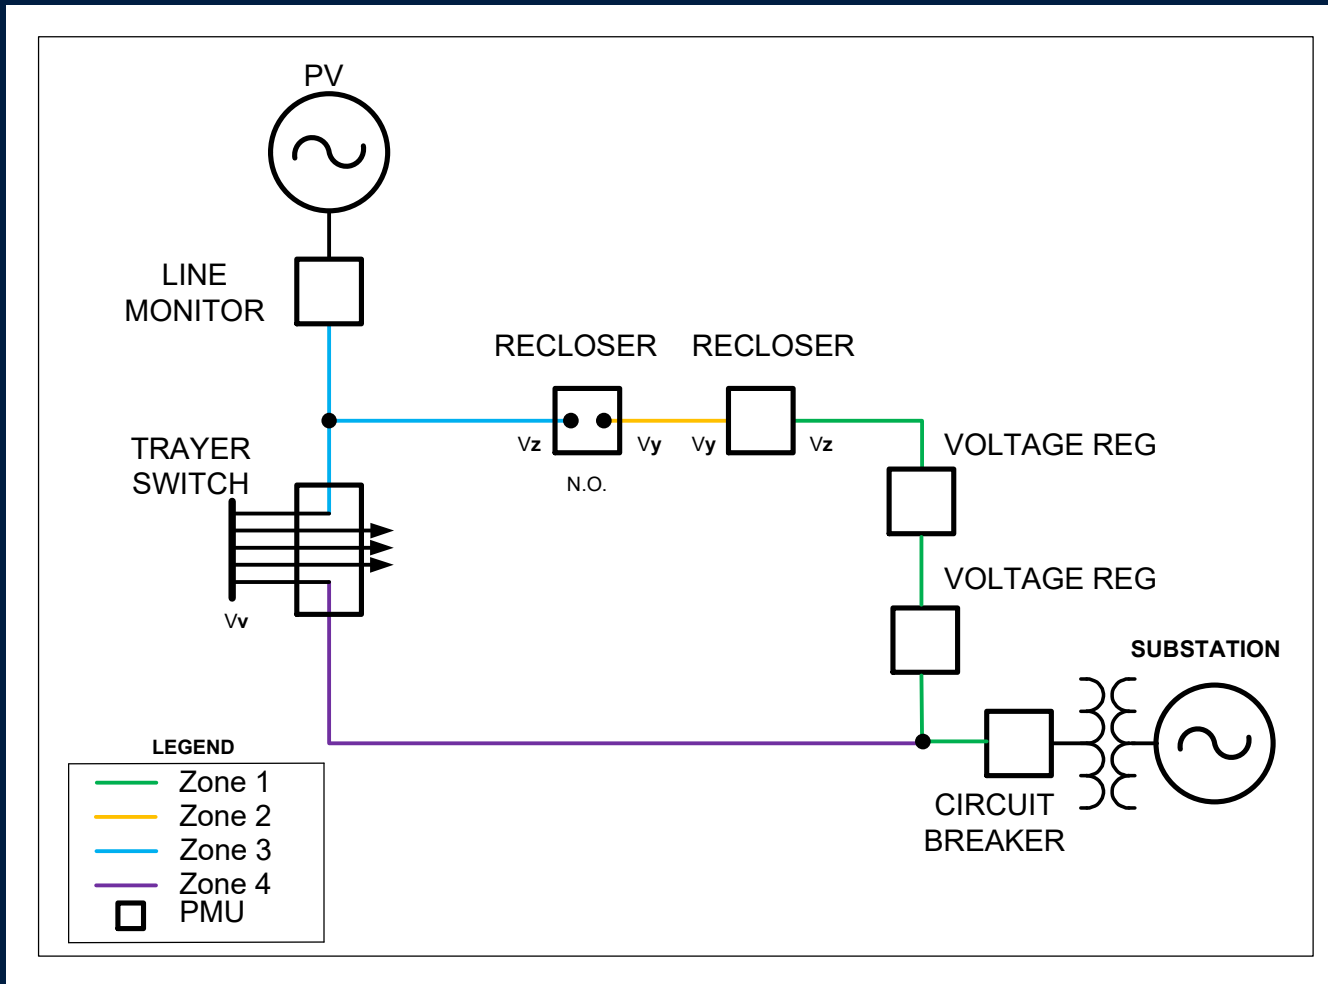 PV
LINE
MONITOR
RECLOSER
RECLOSER
Vz
Vy
Vy
Vz
N.O.
TRAYER
SWITCH
Vv
VOLTAGE REG
VOLTAGE REG
SUBSTATION
CIRCUIT
BREAKER
LEGEND
Zone 1
Zone 2
Zone 3
Zone 4
PMU